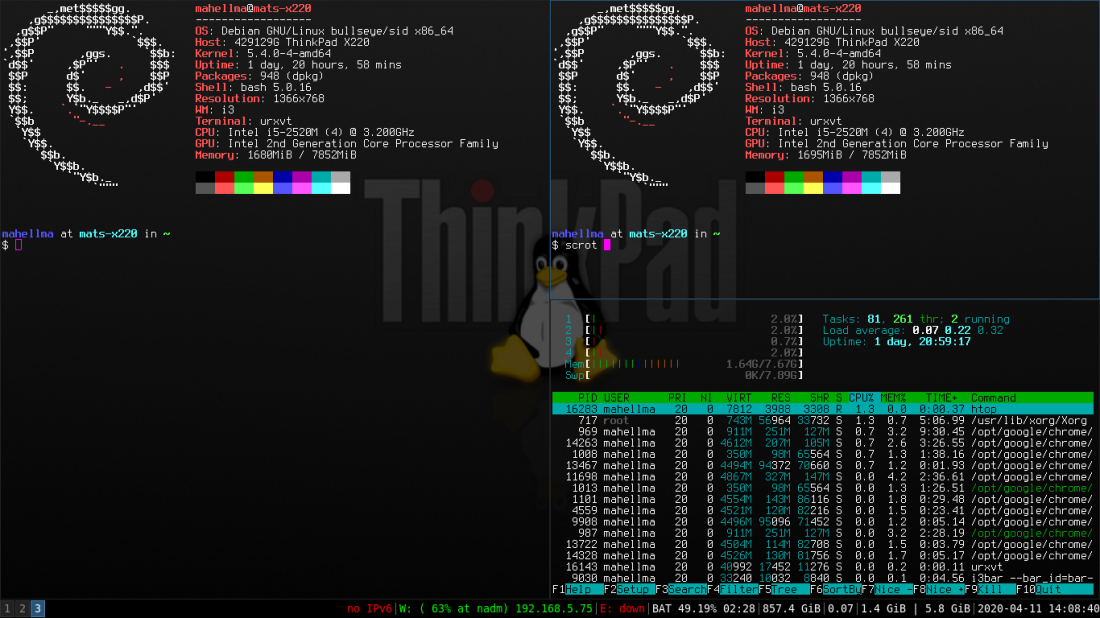 mahellma@mats-x220
-----------------
OS: Debian GNU/Linux bullseye/sid x86_64
Host: 429129G ThinkPad X220
Kernel: 5.4.0-4-amd64
Uptime: 1 day, 20 hours, 58 mins
Packages: 948 (dpkg)
Shell: bash 5.0.16
Resolution: 1366x768
WM: i3
Terminal: urxvt
CPU: Intel i5-2520M (4) @ 3.200GHz
GPU: Intel 2nd Generation Core Processor Family
Memory: 1680MiB / 7852MiB
mahellma at mats-x220 in ~
$
mahellma@mats-x220
-----------------
OS: Debian GNU/Linux bullseye/sid x86_64
Host: 429129G ThinkPad X220
Kernel: 5.4.0-4-amd64
Uptime: 1 day, 20 hours, 58 mins
Packages: 948 (dpkg)
Shell: bash 5.0.16
Resolution: 1366x768
WM: i3
Terminal: urxvt
CPU: Intel i5-2520M (4) @ 3.200GHz
GPU: Intel 2nd Generation Core Processor Family
Memory: 1695MiB / 7852MiB
mahellma at mats-x220 in ~
$ scrot
ThinkPad
1 [| 2.0%] Tasks: 81, 261 thr; 2 running
2 [|| 2.0%] Load average: 0.07 0.22 0.32
3 [| 0.7%] Uptime: 1 day, 20:59:17
4 [| 2.0%]
Mem[ 1.64G/7.67G]
Swp[ 0K/7.89G]
PID USER PRI NI VIRT RES SHR S CPU% MEM% TIME+ Command
16283 mahellma 20 0 7812 3988 3308 R 1.3 0.0 0:00.37 htop
717 root 20 0 743M 56964 33732 S 1.3 0.7 5:06.99 /usr/lib/xorg/Xorg
969 mahellma 20 0 911M 251M 127M S 0.7 3.2 9:30.45 /opt/google/chrome/
14263 mahellma 20 0 4612M 207M 105M S 0.7 2.6 3:26.55 /opt/google/chrome/
1008 mahellma 20 0 350M 98M 65564 S 0.7 1.3 1:38.16 /opt/google/chrome/
13467 mahellma 20 0 4494M 94372 70660 S 0.7 1.2 0:01.93 /opt/google/chrome/
11698 mahellma 20 0 4867M 327M 147M S 0.0 4.2 2:36.61 /opt/google/chrome/
1013 mahellma 20 0 350M 98M 65564 S 0.0 1.3 1:26.51 /opt/google/chrome/
1101 mahellma 20 0 4554M 143M 86116 S 0.0 1.8 0:29.48 /opt/google/chrome/
4559 mahellma 20 0 4521M 120M 82216 S 0.0 1.5 0:23.41 /opt/google/chrome/
9908 mahellma 20 0 4496M 95096 71452 S 0.0 1.2 0:05.14 /opt/google/chrome/
987 mahellma 20 0 911M 251M 127M S 0.0 3.2 2:28.19 /opt/google/chrome/
13722 mahellma 20 0 4504M 114M 82708 S 0.0 1.5 0:03.79 /opt/google/chrome/
14328 mahellma 20 0 4526M 130M 81756 S 0.0 1.7 0:05.17 /opt/google/chrome/
16143 mahellma 20 0 40992 17452 11276 S 0.0 0.2 0:00.11 urxvt
9030 mahellma 20 0 33240 10032 8840 S 0.0 0.1 0:04.56 i3bar --bar_id=bar-
F1Help F2Setup F3Search F4Filter F5Tree F6SortBy F7Nice - F8Nice + F9Kill F10Quit
1 2 3 no IPv6|W: ( 63% at nadm) 192.168.5.75|E: down|BAT 49.19% 02:28|857.4 GiB|0.07|1.4 GiB | 5.8 GiB|2020-04-11 14:08:40